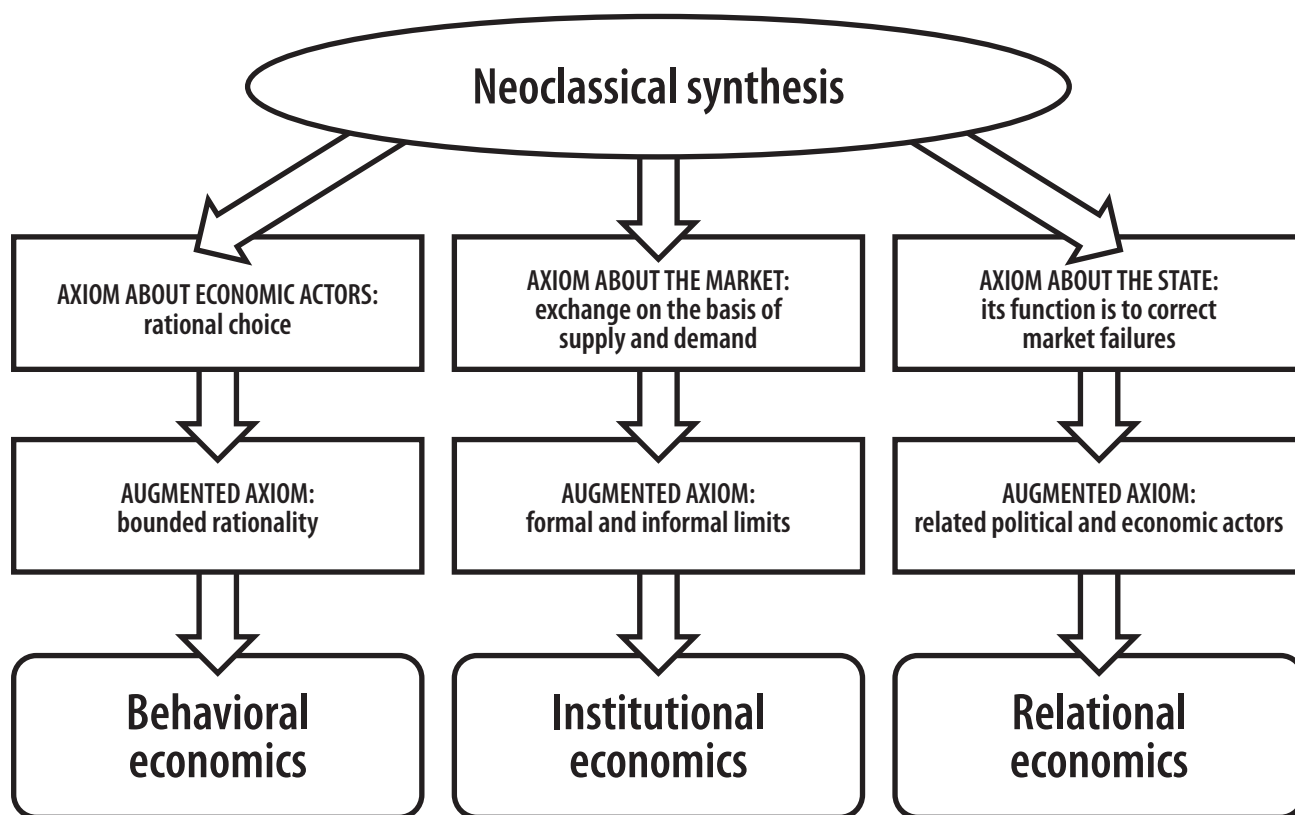 Neoclassical synthesis
AXIOM ABOUT ECONOMIC ACTORS:
rational choice
AXIOM ABOUT THE MARKET:
exchange on the basis of
supply and demand
AXIOM ABOUT THE STATE:
its function is to correct
market failures
AUGMENTED AXIOM:
bounded rationality
AUGMENTED AXIOM:
formal and informal limits
AUGMENTED AXIOM:
related political and economic actors
Behavioral
economics
Institutional
economics
Relational
economics